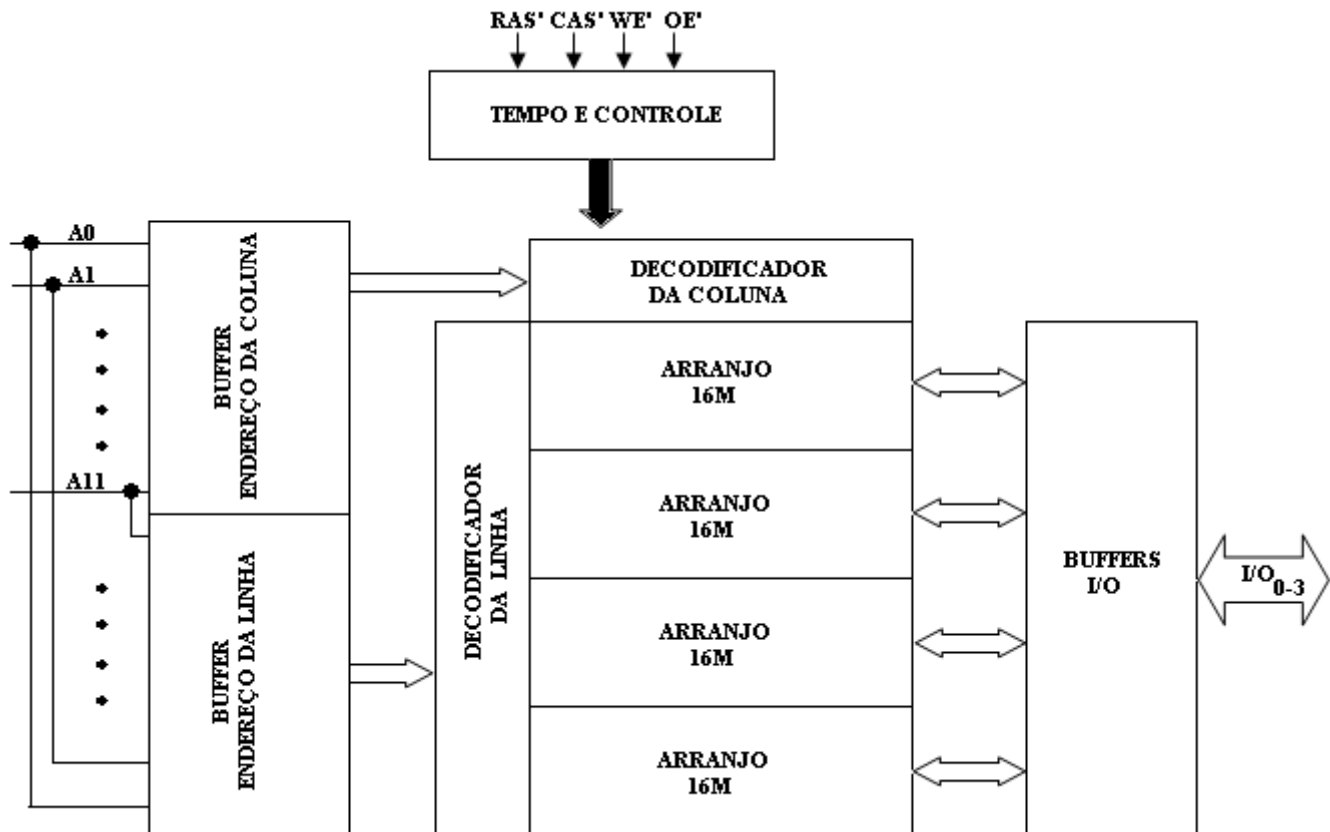 RAS' CAS' WE' OE'
TEMPO E CONTROLE
A0
A1
A11
BUFFER
ENDEREÇO DA COLUNA
BUFFER
ENDEREÇO DA LINHA
DECODIFICADOR
DA COLUNA
DECODIFICADOR
DA LINHA
ARRANJO
16M
ARRANJO
16M
ARRANJO
16M
ARRANJO
16M
BUFFERS
I/O
I/O0-3